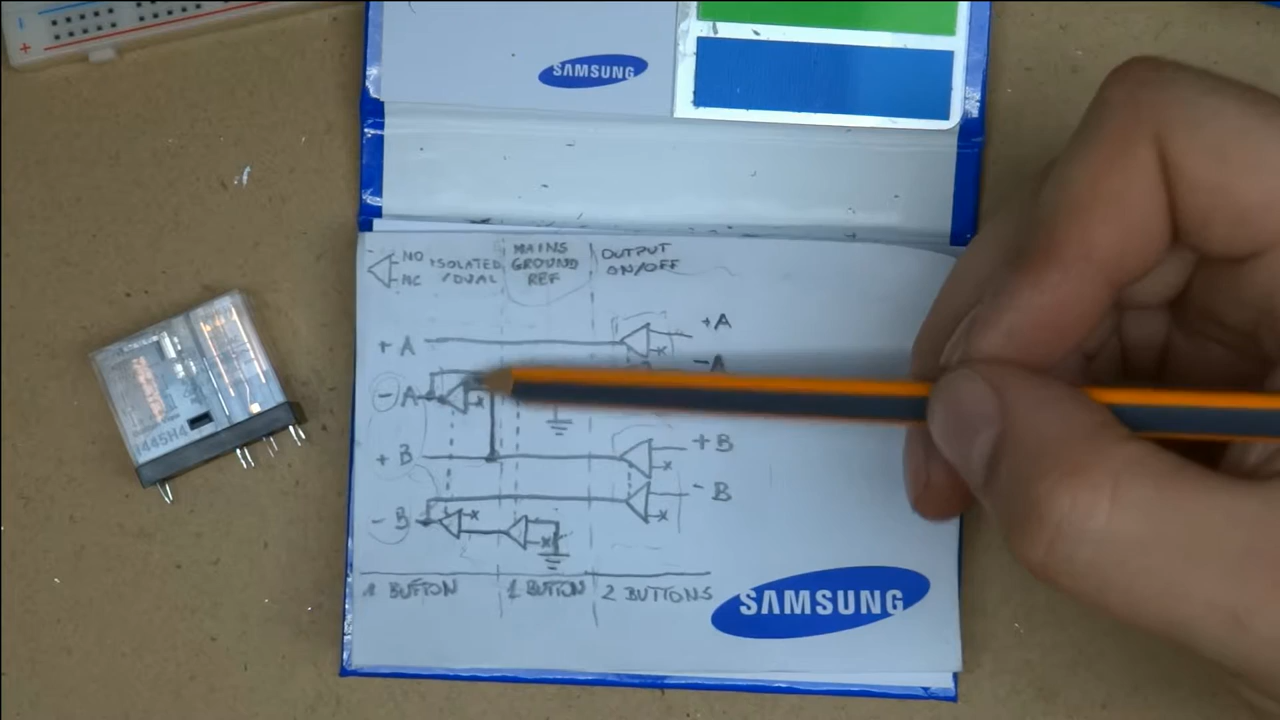 SAMSUNG
NO ISOLATED MAINS OUTPUT
NC /DUAL GROUND ON/OFF
REF
+A
+ A
-A
- A
x
+B
+ B
x
- B
- B
x
x
x
1 BUTTON 1 BUTTON 2 BUTTONS
SAMSUNG
- +